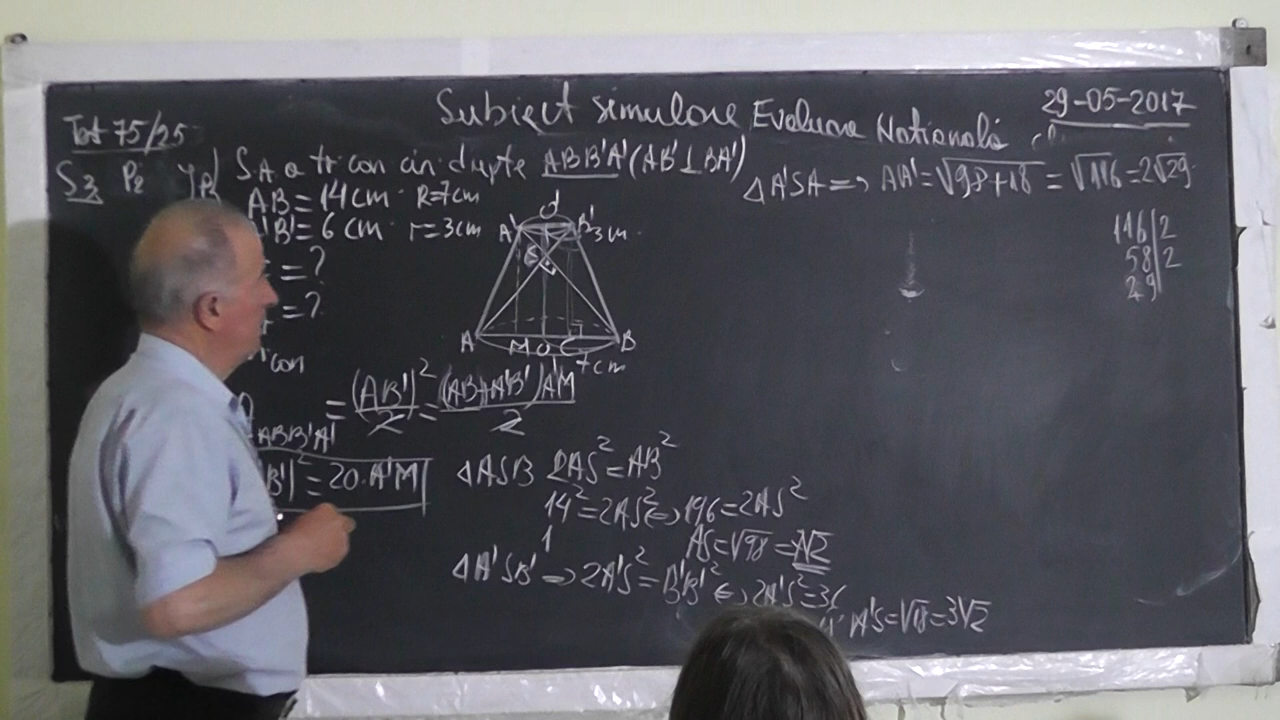 Subiect simulare Evaluare Națională
29-05-2017
Tot 75/25
S3 P2 S.A a tr con cir drepte ABB'A' (AB' ⊥ BA')
AB = 14 cm R=7cm
'B' = 6 cm r=3cm
= ?
= ?
con
O'
A' B' 3 m
S
A M O C B
7cm
= (AB')²/2 = (AB+A'B')A'M/2
ABB'A'
B')² = 20·A'M
ΔASB 2AS² = AB²
14² = 2AS² ⇔ 196 = 2AS²
AS = √98 = 7√2
ΔA'SB' ⇒ 2A'S² = B'B'² ⇔ 2A'S² = 36
A'S = √18 = 3√2
ΔA'SA ⇒ AA' = √98+18 = √116 = 2√29
116|2
58|2
29|